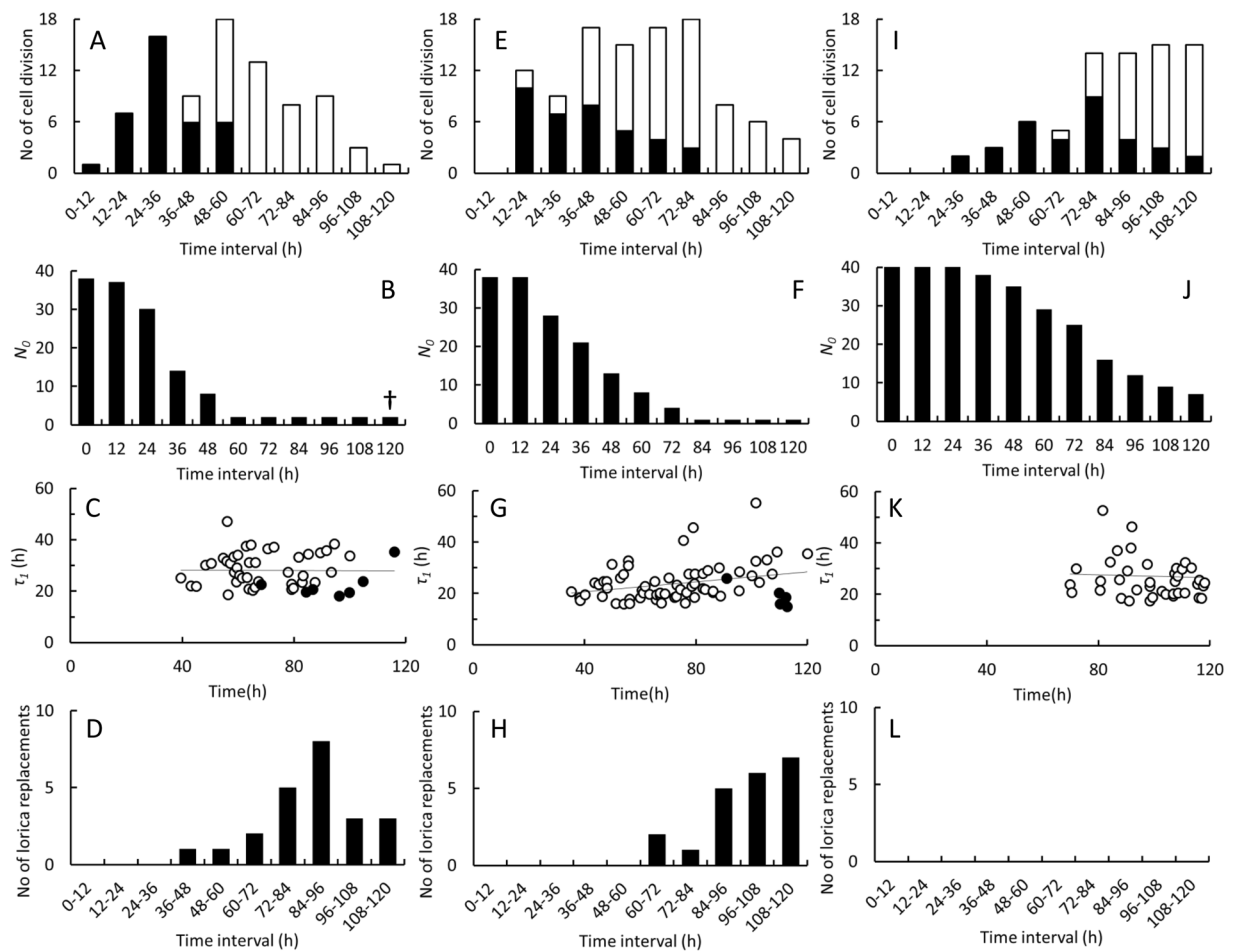 A
No of cell division
18
12
6
0
0-12
12-24
24-36
36-48
48-60
60-72
72-84
84-96
96-108
108-120
Time interval (h)
E
No of cell division
18
12
6
0
0-12
12-24
24-36
36-48
48-60
60-72
72-84
84-96
96-108
108-120
Time interval (h)
I
No of cell division
18
12
6
0
0-12
12-24
24-36
36-48
48-60
60-72
72-84
84-96
96-108
108-120
Time interval (h)
B
N0
40
30
20
10
0
†
0 12 24 36 48 60 72 84 96 108 120
Time interval (h)
F
N0
40
30
20
10
0
0 12 24 36 48 60 72 84 96 108 120
Time interval (h)
J
N0
40
30
20
10
0
0 12 24 36 48 60 72 84 96 108 120
Time interval (h)
C
τ1 (h)
60
40
20
0
0 40 80 120
Time(h)
G
τ1 (h)
60
40
20
0
0 40 80 120
Time(h)
K
τ1 (h)
60
40
20
0
0 40 80 120
Time(h)
D
No of lorica replacements
10
5
0
0-12
12-24
24-36
36-48
48-60
60-72
72-84
84-96
96-108
108-120
Time interval (h)
H
No of lorica replacements
10
5
0
0-12
12-24
24-36
36-48
48-60
60-72
72-84
84-96
96-108
108-120
Time interval (h)
L
No of lorica replacements
10
5
0
0-12
12-24
24-36
36-48
48-60
60-72
72-84
84-96
96-108
108-120
Time interval (h)